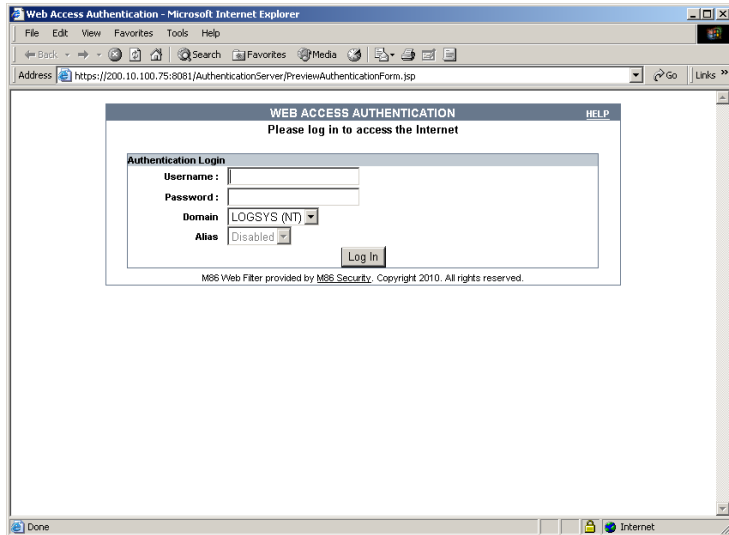 Web Access Authentication - Microsoft Internet Explorer
File Edit View Favorites Tools Help
Back Search Favorites Media
Address https://200.10.100.75:8081/AuthenticationServer/PreviewAuthenticationForm.jsp Go Links »
WEB ACCESS AUTHENTICATION HELP
Please log in to access the Internet
Authentication Login
Username :
Password :
Domain LOGSYS (NT)
Alias Disabled
Log In
M86 Web Filter provided by M86 Security. Copyright 2010. All rights reserved.
Done Internet